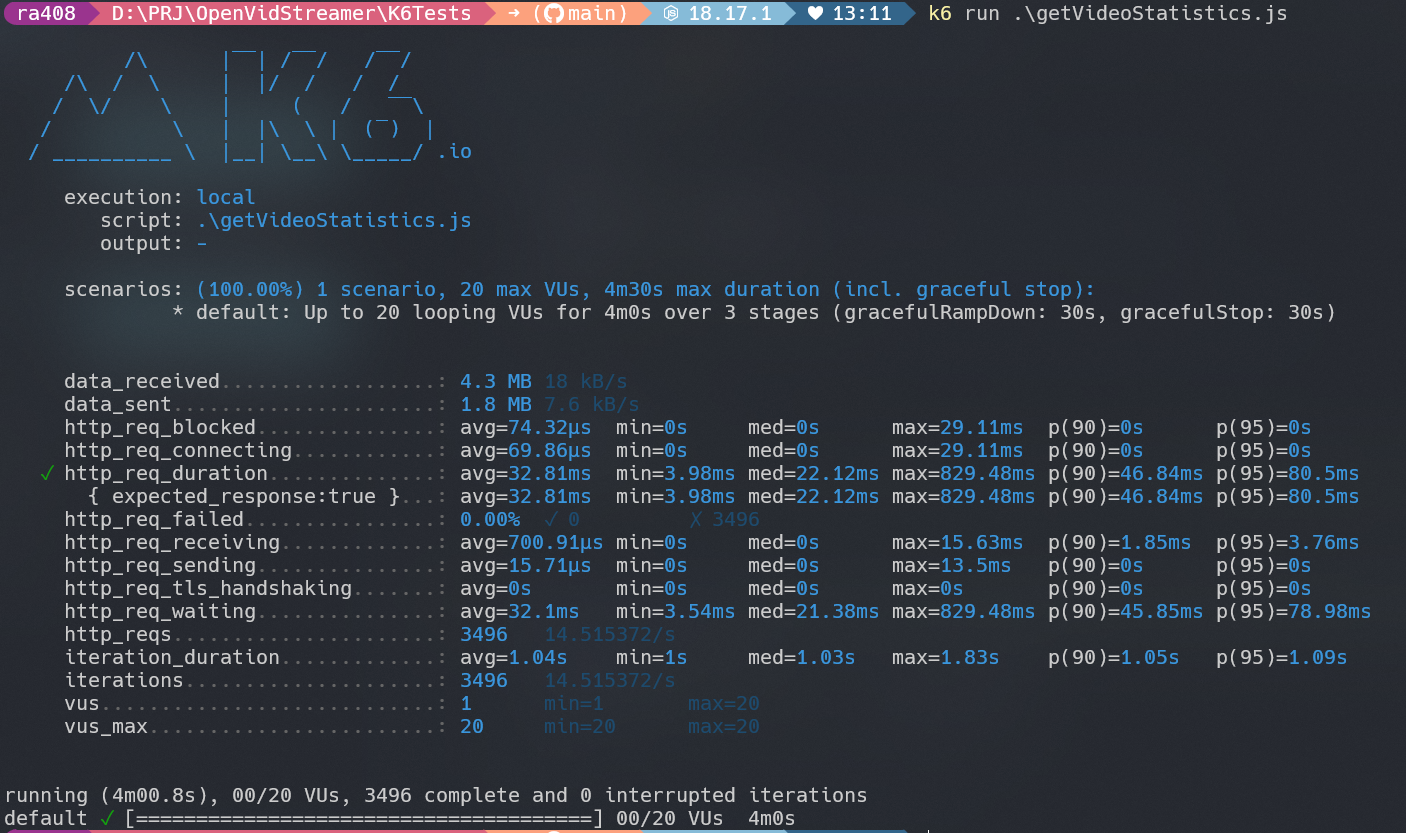 ra408 D:\PRJ\OpenVidStreamer\K6Tests → (main) 18.17.1 ♥ 13:11 k6 run .\getVideoStatistics.js
          /\      |‾‾| /‾‾/   /‾‾/
     /\  /  \     |  |/  /   /  /
    /  \/    \    |     (   /   ‾‾\
   /          \   |  |\  \ |  (‾)  |
  / __________ \  |__| \__\ \_____/ .io
execution: local
script: .\getVideoStatistics.js
output: -
scenarios: (100.00%) 1 scenario, 20 max VUs, 4m30s max duration (incl. graceful stop):
* default: Up to 20 looping VUs for 4m0s over 3 stages (gracefulRampDown: 30s, gracefulStop: 30s)
data_received..................: 4.3 MB 18 kB/s
data_sent......................: 1.8 MB 7.6 kB/s
http_req_blocked...............: avg=74.32µs min=0s med=0s max=29.11ms p(90)=0s p(95)=0s
http_req_connecting............: avg=69.86µs min=0s med=0s max=29.11ms p(90)=0s p(95)=0s
✓ http_req_duration..............: avg=32.81ms min=3.98ms med=22.12ms max=829.48ms p(90)=46.84ms p(95)=80.5ms
{ expected_response:true }...: avg=32.81ms min=3.98ms med=22.12ms max=829.48ms p(90)=46.84ms p(95)=80.5ms
http_req_failed................: 0.00% ✓ 0 ✗ 3496
http_req_receiving.............: avg=700.91µs min=0s med=0s max=15.63ms p(90)=1.85ms p(95)=3.76ms
http_req_sending...............: avg=15.71µs min=0s med=0s max=13.5ms p(90)=0s p(95)=0s
http_req_tls_handshaking.......: avg=0s min=0s med=0s max=0s p(90)=0s p(95)=0s
http_req_waiting...............: avg=32.1ms min=3.54ms med=21.38ms max=829.48ms p(90)=45.85ms p(95)=78.98ms
http_reqs......................: 3496 14.515372/s
iteration_duration.............: avg=1.04s min=1s med=1.03s max=1.83s p(90)=1.05s p(95)=1.09s
iterations.....................: 3496 14.515372/s
vus............................: 1 min=1 max=20
vus_max........................: 20 min=20 max=20
running (4m00.8s), 00/20 VUs, 3496 complete and 0 interrupted iterations
default ✓ [======================================] 00/20 VUs 4m0s